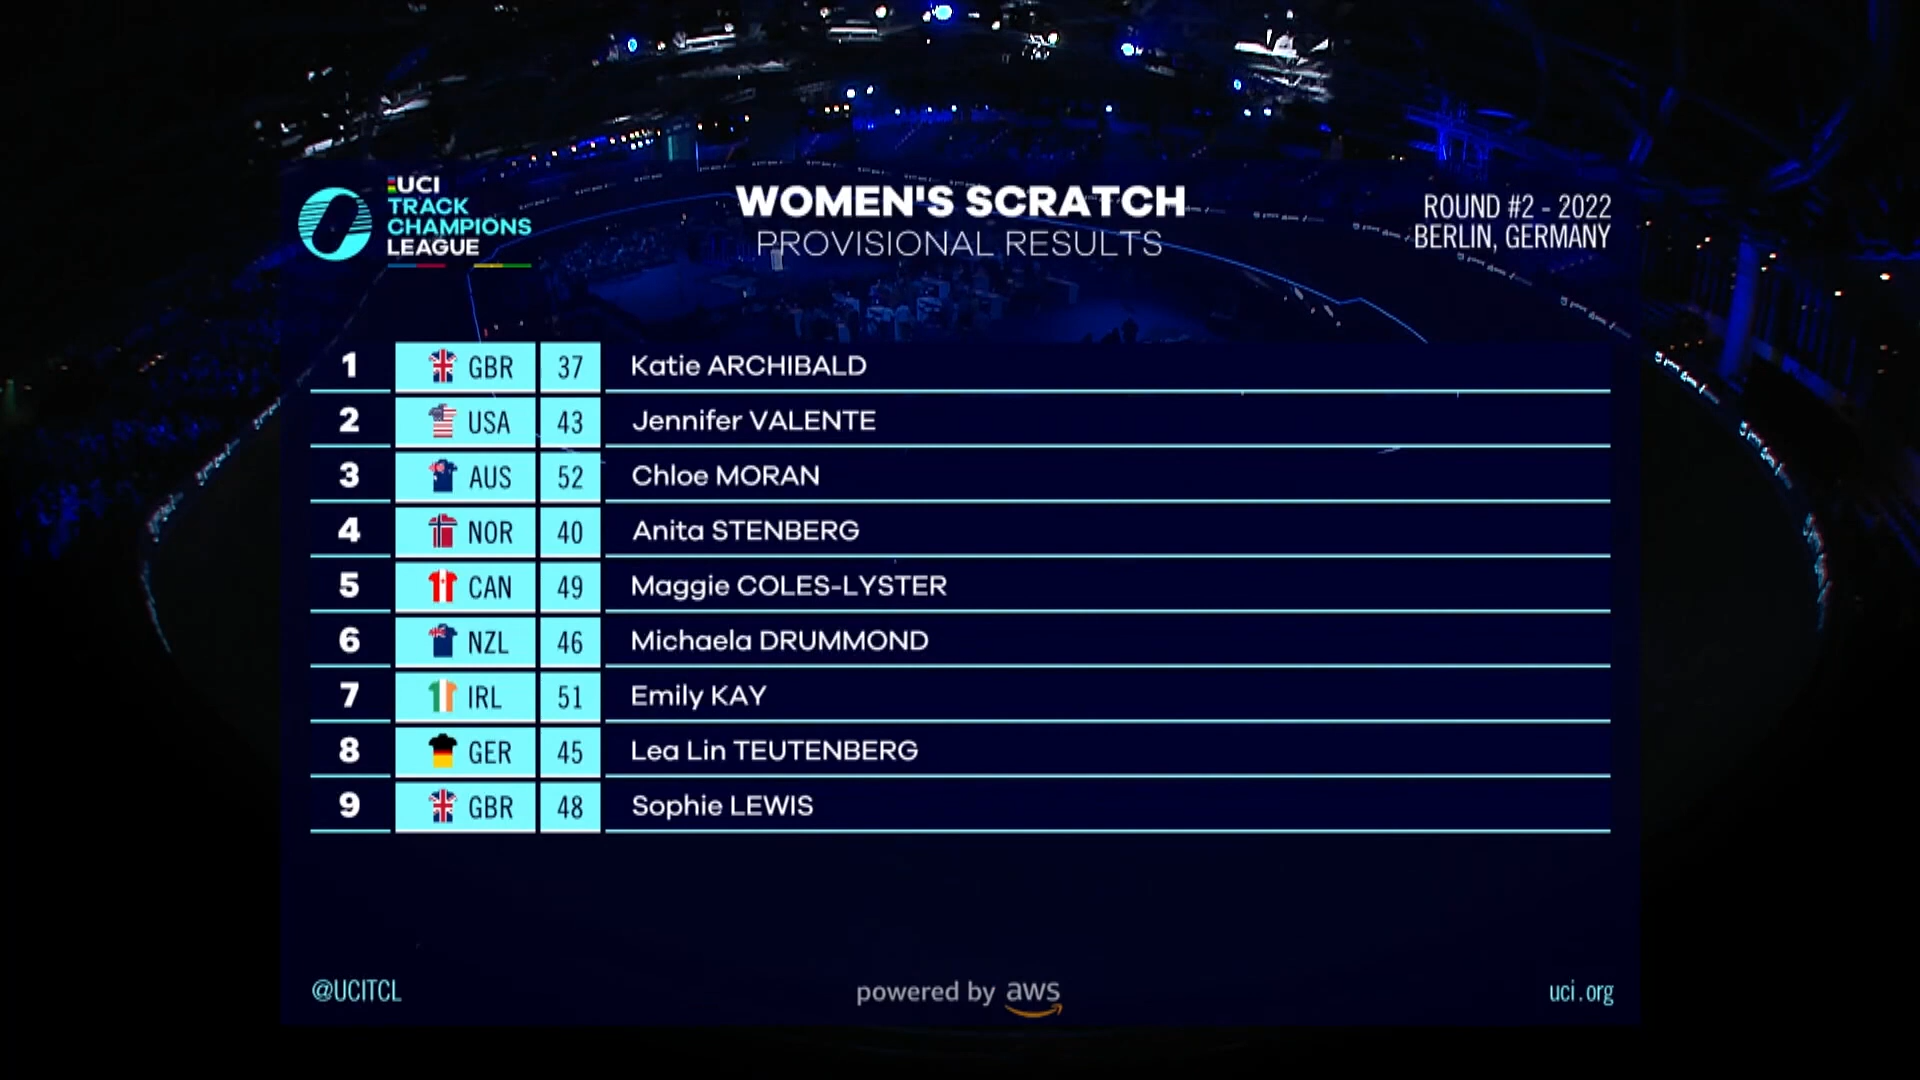 UCI
TRACK
CHAMPIONS
LEAGUE
WOMEN'S SCRATCH
PROVISIONAL RESULTS
ROUND #2 - 2022
BERLIN, GERMANY
1 GBR 37 Katie ARCHIBALD
2 USA 43 Jennifer VALENTE
3 AUS 52 Chloe MORAN
4 NOR 40 Anita STENBERG
5 CAN 49 Maggie COLES-LYSTER
6 NZL 46 Michaela DRUMMOND
7 IRL 51 Emily KAY
8 GER 45 Lea Lin TEUTENBERG
9 GBR 48 Sophie LEWIS
@UCITCL
powered by aws
uci.org